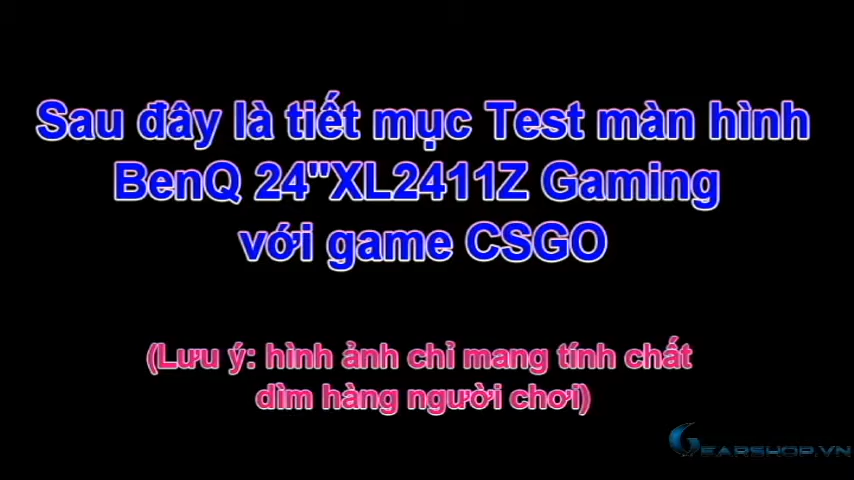 Sau đây là tiết mục Test màn hình
BenQ 24"XL2411Z Gaming
với game CSGO
(Lưu ý: hình ảnh chỉ mang tính chất
dìm hàng người chơi)
GEARSHOP.VN